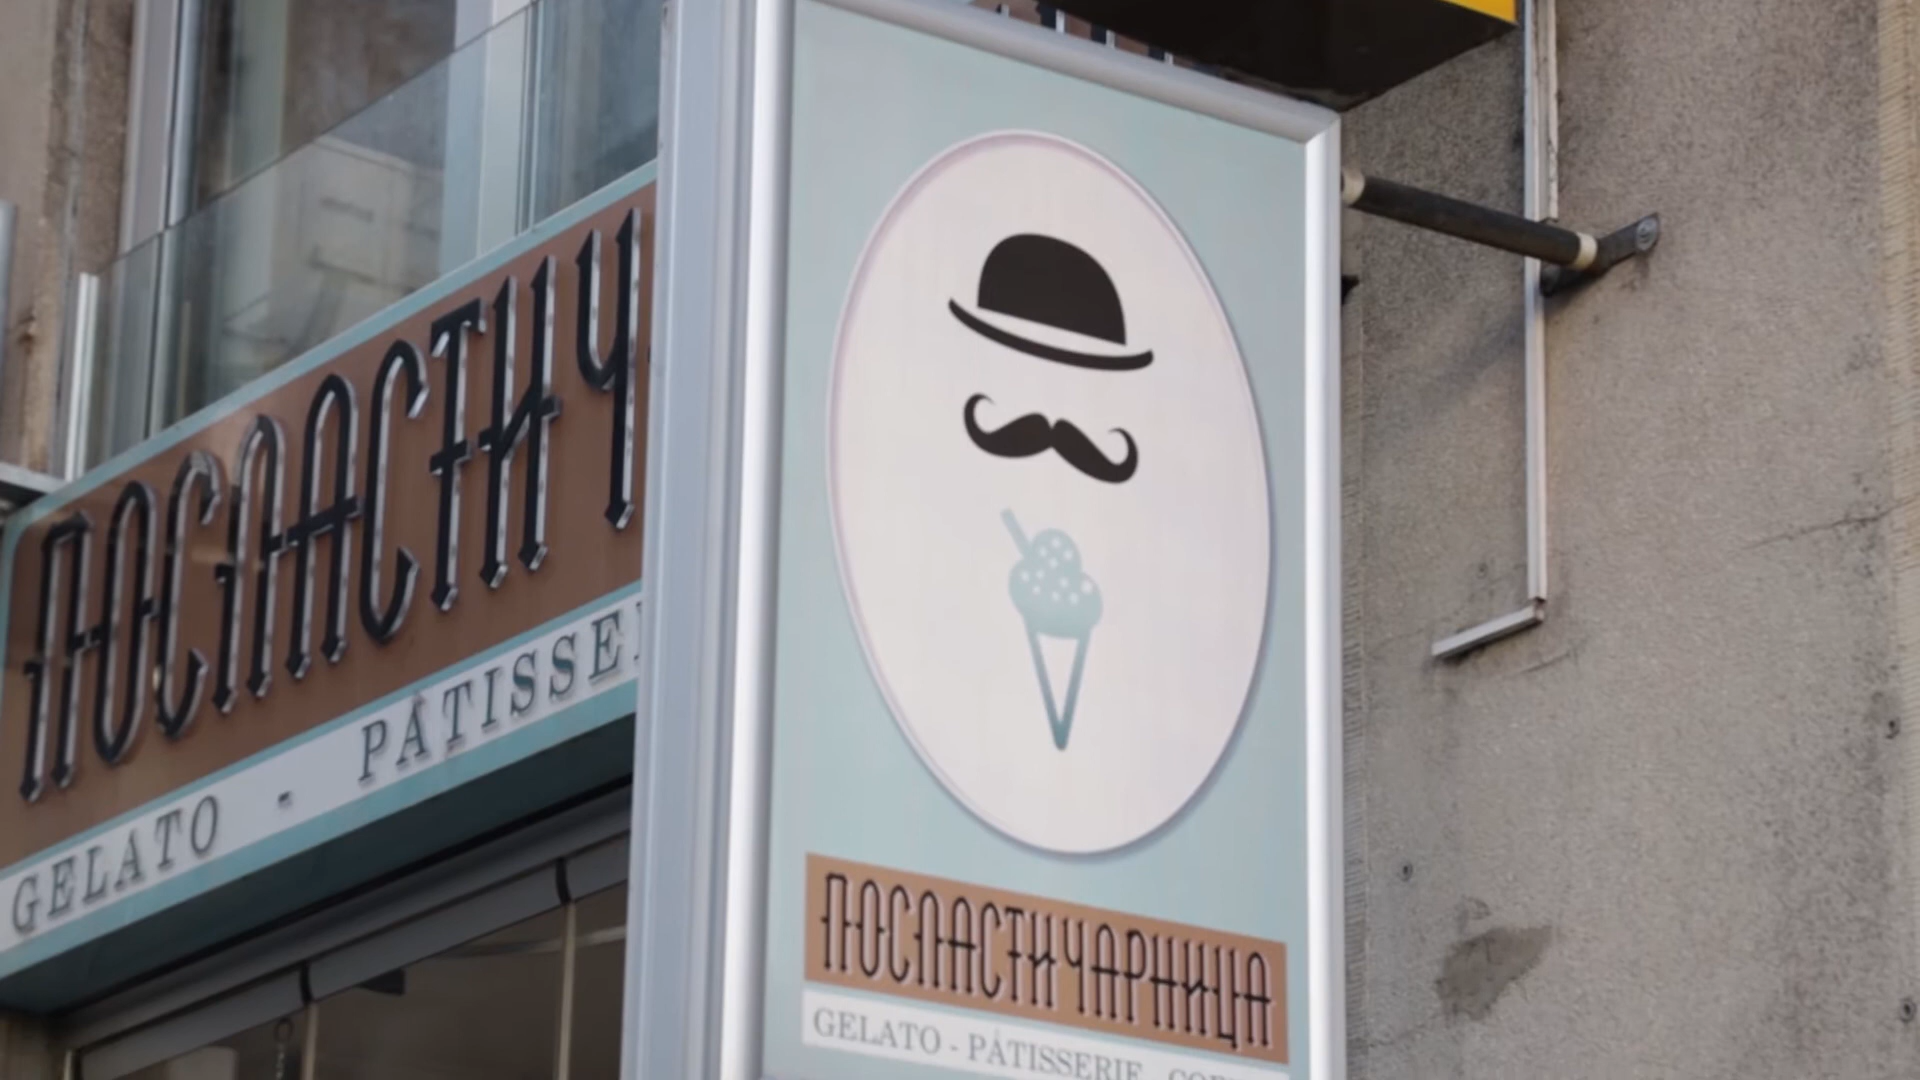 ПОСЛАСТИЧ
GELATO - PÂTISSE
ПОСЛАСТИЧАРНИЦА
GELATO - PÂTISSERIE